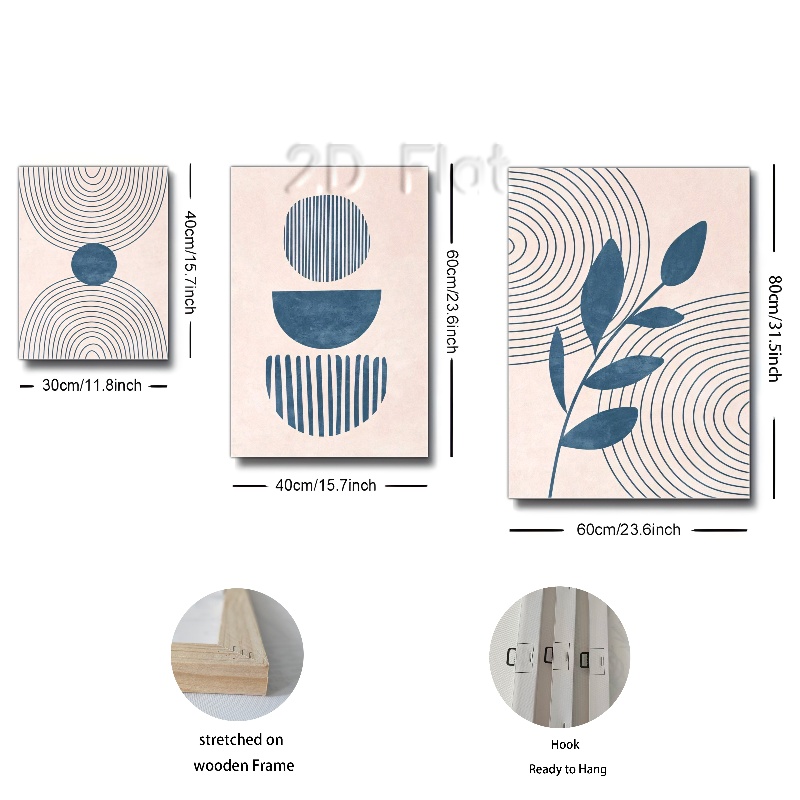 2D Flat
40cm/15.7inch
30cm/11.8inch
60cm/23.6inch
40cm/15.7inch
80cm/31.5inch
60cm/23.6inch
stretched on
wooden Frame
Hook
Ready to Hang